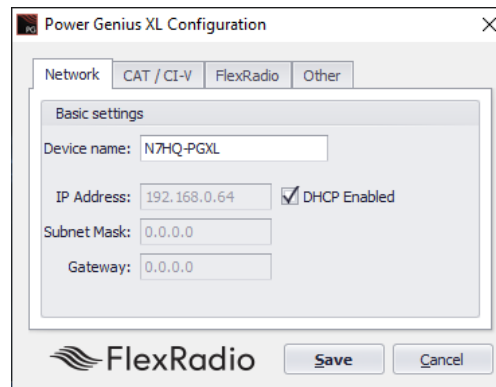 PG
Power Genius XL Configuration
Network CAT / CI-V FlexRadio Other
Basic settings
Device name: N7HQ-PGXL
IP Address: 192.168.0.64 DHCP Enabled
Subnet Mask: 0.0.0.0
Gateway: 0.0.0.0
FlexRadio Save Cancel